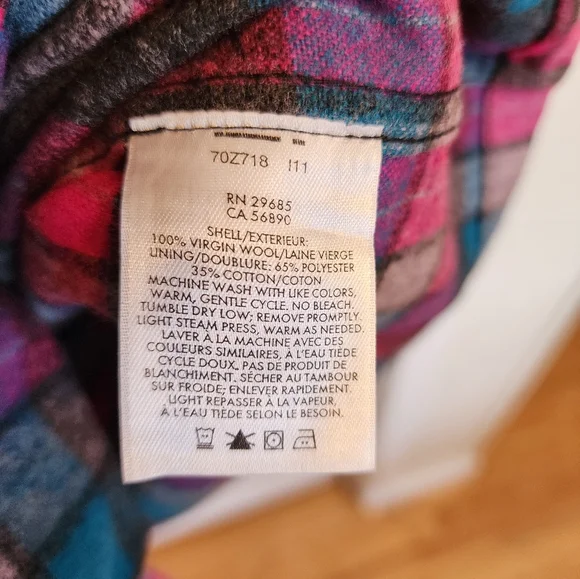 70Z718 I11
RN 29685
CA 56890
SHELL/EXTERIEUR:
100% VIRGIN WOOL/LAINE VIERGE
LINING/DOUBLURE: 65% POLYESTER
35% COTTON/COTON
MACHINE WASH WITH LIKE COLORS,
WARM, GENTLE CYCLE. NO BLEACH.
TUMBLE DRY LOW; REMOVE PROMPTLY.
LIGHT STEAM PRESS, WARM AS NEEDED.
LAVER À LA MACHINE AVEC DES
COULEURS SIMILAIRES, À L'EAU TIÈDE
CYCLE DOUX. PAS DE PRODUIT DE
BLANCHIMENT. SÉCHER AU TAMBOUR
SUR FROIDE; ENLEVER RAPIDEMENT.
LIGHT REPASSER À LA VAPEUR,
À L'EAU TIÈDE SELON LE BESOIN.